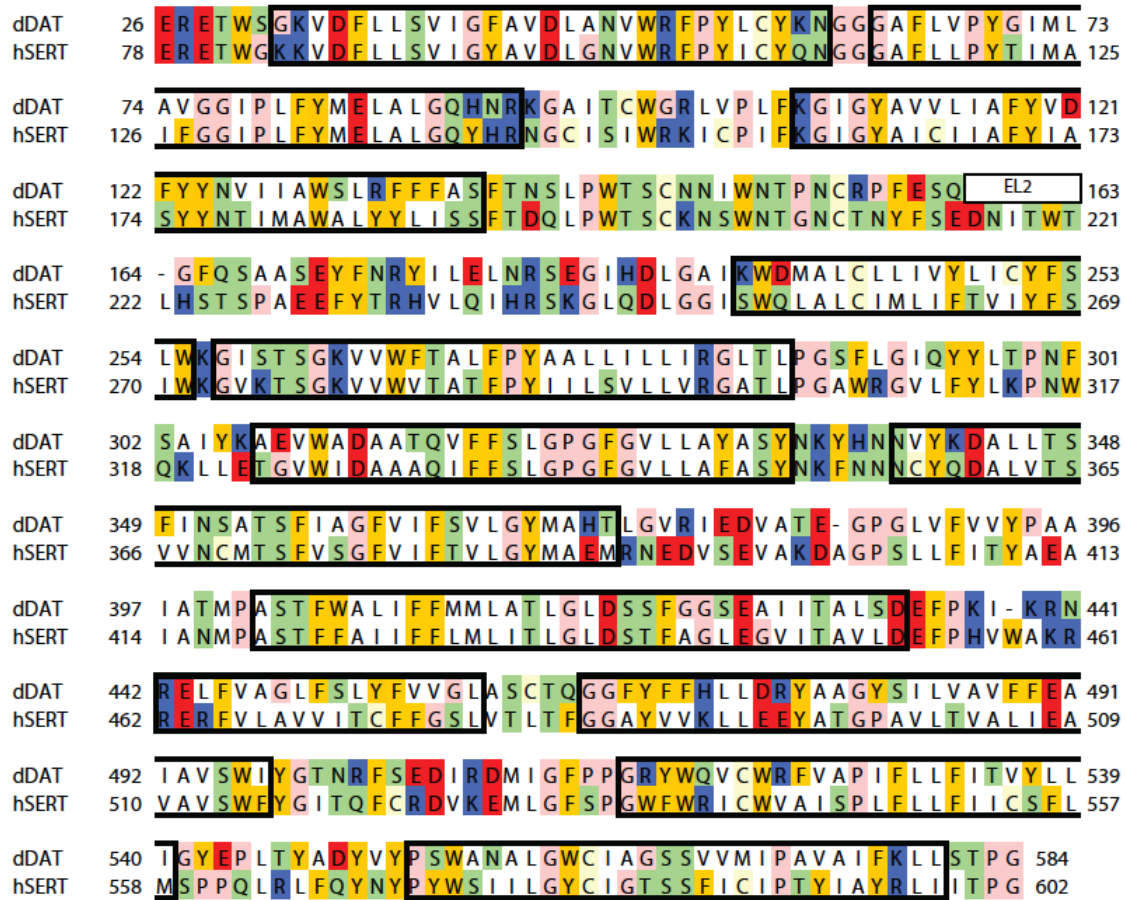 dDAT 26 ERETWSGKVDFLLSVIGFAVDLANVWRFPYLCYKNGGGAFLVPYGIML 73
hSERT 78 ERETWGKKVDFLLSVIGYAVDLGNVWRFPYICYQNGGGAFLLPYTIMA 125
dDAT 74 AVGGIPLFYMELALGQHNRKGAITCWGRLVPLFKGIGYAVVLIAFYVD 121
hSERT 126 IFGGIPLFYMELALGQYHRNGCISIWRKICPIFKGIGYAICIIAFYIA 173
dDAT 122 FYYNVIIAWSLRFFFASFTNSLPWTSCNNIWNTPNCRPFESQ EL2 163
hSERT 174 SYYNTIMAWALYYLISSFTDQLPWTSCKNSWNTGNCTNYFSEDNITWT 221
dDAT 164 -GFQSAASEYFNRYILELNRSEGIHDLGAIKWDMALCLLIVYLICYFS 253
hSERT 222 LHSTSPAEEFYTRHVLQIHRSKGLQDLGGISWQLALCIMLIFTVIYFS 269
dDAT 254 LWKGISTSGKVVWFTALFPYAALLILLIRGLTLPGSFLGIQYYLTPNF 301
hSERT 270 IWKGVKTSGKVVWVTATFPYIILSVLLVRGATLPGAWRGVLFYLKPNW 317
dDAT 302 SAIYKAEVWADAATQVFFSLGPGFGVLLAYASYNKYHNNVYKDALLTS 348
hSERT 318 QKLLETGVWIDAAAQIFFSLGPGFGVLLAFASYNKFNNNCYQDALVTS 365
dDAT 349 FINSATSFIAGFVIFSVLGYMAHTLGVRIEDVATE-GPGLVFVVYPAA 396
hSERT 366 VVNCMTSFVSGFVIFTVLGYMAEMRNEDVSEVAKDAGPSLLFITYAEA 413
dDAT 397 IATMPASTFWALIFFMMLATLGLDSSFGGSEAIITALSDEFPKI-KRN 441
hSERT 414 IANMPASTFFAIIFFLMLITLGLDSTFAGLEGVITAVLDEFPHVWAKR 461
dDAT 442 RELFVAGLFSLYFVVGLASCTQGGFYFFHLLDRYAAGYSILVAVFFEA 491
hSERT 462 RERFVLAVVITCFFGSLVTLTFGGAYVVKLLEEYATGPAVLTVALIEA 509
dDAT 492 IAVSWIYGTNRFSEDIRDMIGFPPGRYWQVCWRFVAPIFLLFITVYLL 539
hSERT 510 VAVSWFYGITQFCRDVKEMLGFSPGWFWRICWVAISPLFLLFIICSFL 557
dDAT 540 IGYEPLTYADYVYPSWANALGWCIAGSSVVMIPAVAIFKLLSTPG 584
hSERT 558 MSPPQLRLFQYNYPYWSIILGYCIGTSSFICIPTYIAYRLIITPG 602